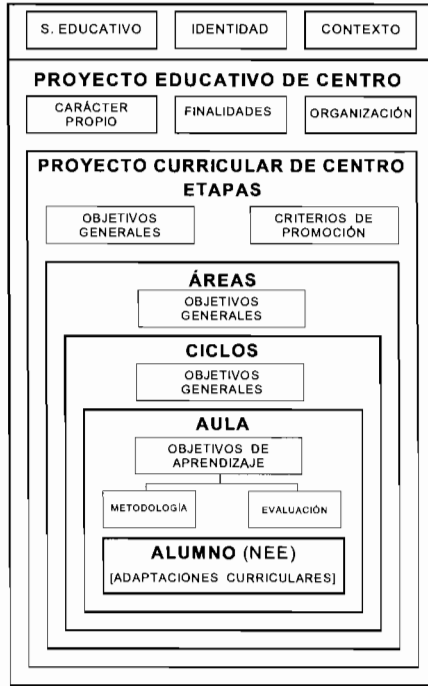 S. EDUCATIVO
IDENTIDAD
CONTEXTO
PROYECTO EDUCATIVO DE CENTRO
CARÁCTER
PROPIO
FINALIDADES
ORGANIZACIÓN
PROYECTO CURRICULAR DE CENTRO
ETAPAS
OBJETIVOS
GENERALES
CRITERIOS DE
PROMOCIÓN
ÁREAS
OBJETIVOS
GENERALES
CICLOS
OBJETIVOS
GENERALES
AULA
OBJETIVOS DE
APRENDIZAJE
METODOLOGÍA
EVALUACIÓN
ALUMNO (NEE)
[ADAPTACIONES CURRICULARES]